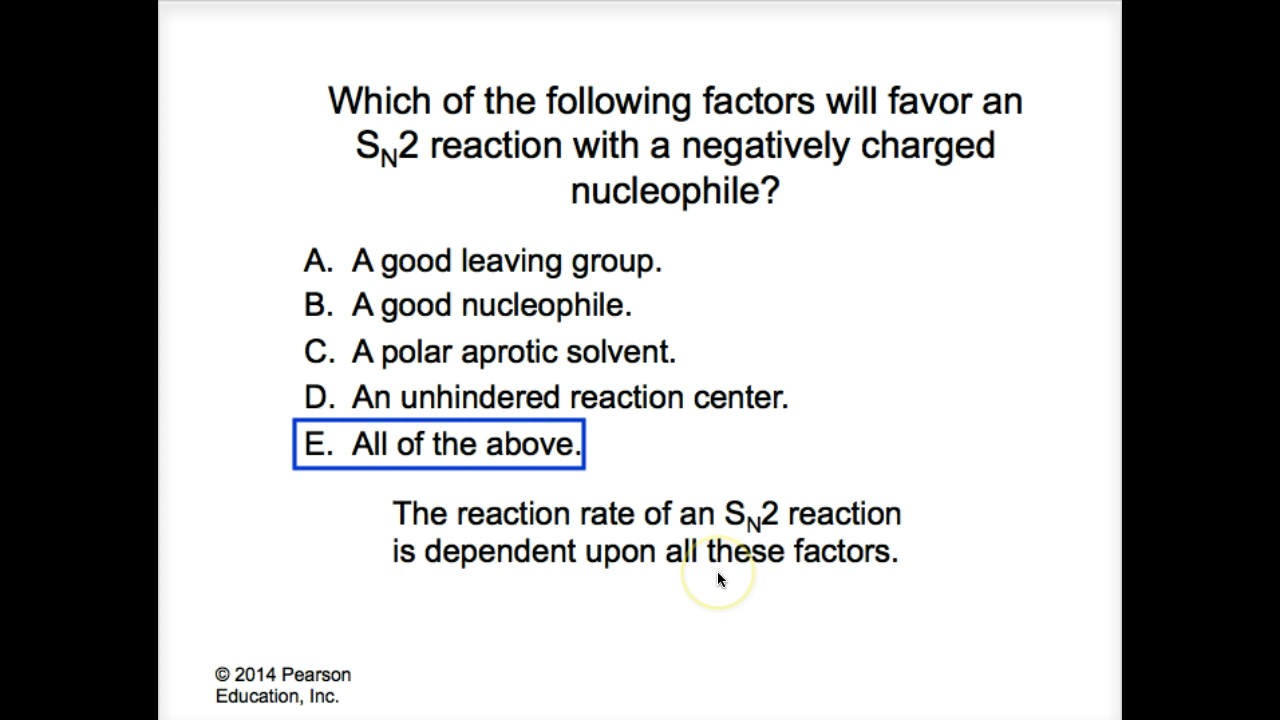 Which of the following factors will favor an
SN2 reaction with a negatively charged
nucleophile?
A. A good leaving group.
B. A good nucleophile.
C. A polar aprotic solvent.
D. An unhindered reaction center.
E. All of the above.
The reaction rate of an SN2 reaction
is dependent upon all these factors.
© 2014 Pearson
Education, Inc.